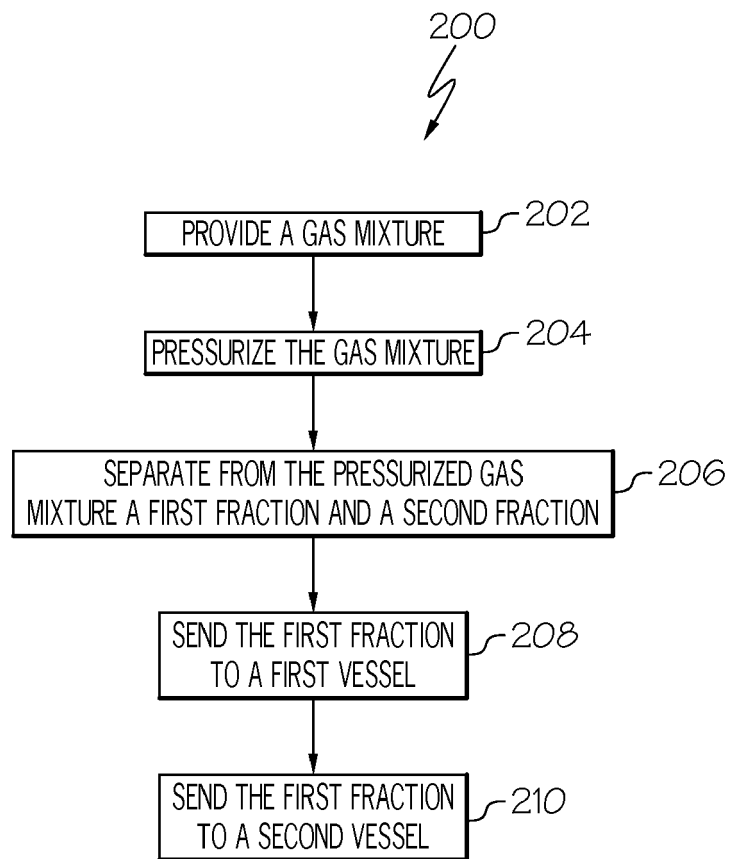 200
PROVIDE A GAS MIXTURE
202
PRESSURIZE THE GAS MIXTURE
204
SEPARATE FROM THE PRESSURIZED GAS
MIXTURE A FIRST FRACTION AND A SECOND FRACTION
206
SEND THE FIRST FRACTION
TO A FIRST VESSEL
208
SEND THE FIRST FRACTION
TO A SECOND VESSEL
210